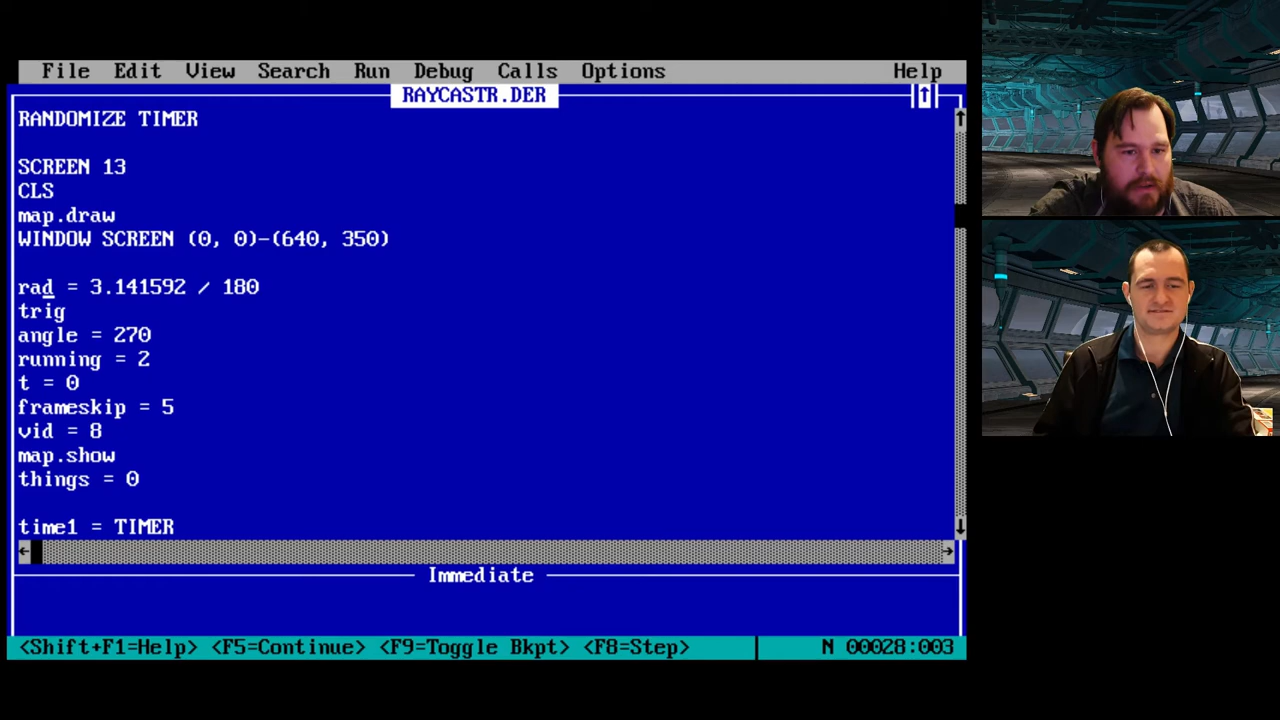 File Edit View Search Run Debug Calls Options Help
RAYCASTR.DER
RANDOMIZE TIMER
SCREEN 13
CLS
map.draw
WINDOW SCREEN (0, 0)-(640, 350)
rad = 3.141592 / 180
trig
angle = 270
running = 2
t = 0
frameskip = 5
vid = 8
map.show
things = 0
time1 = TIMER
Immediate
<Shift+F1=Help> <F5=Continue> <F9=Toggle Bkpt> <F8=Step> N 00028:003